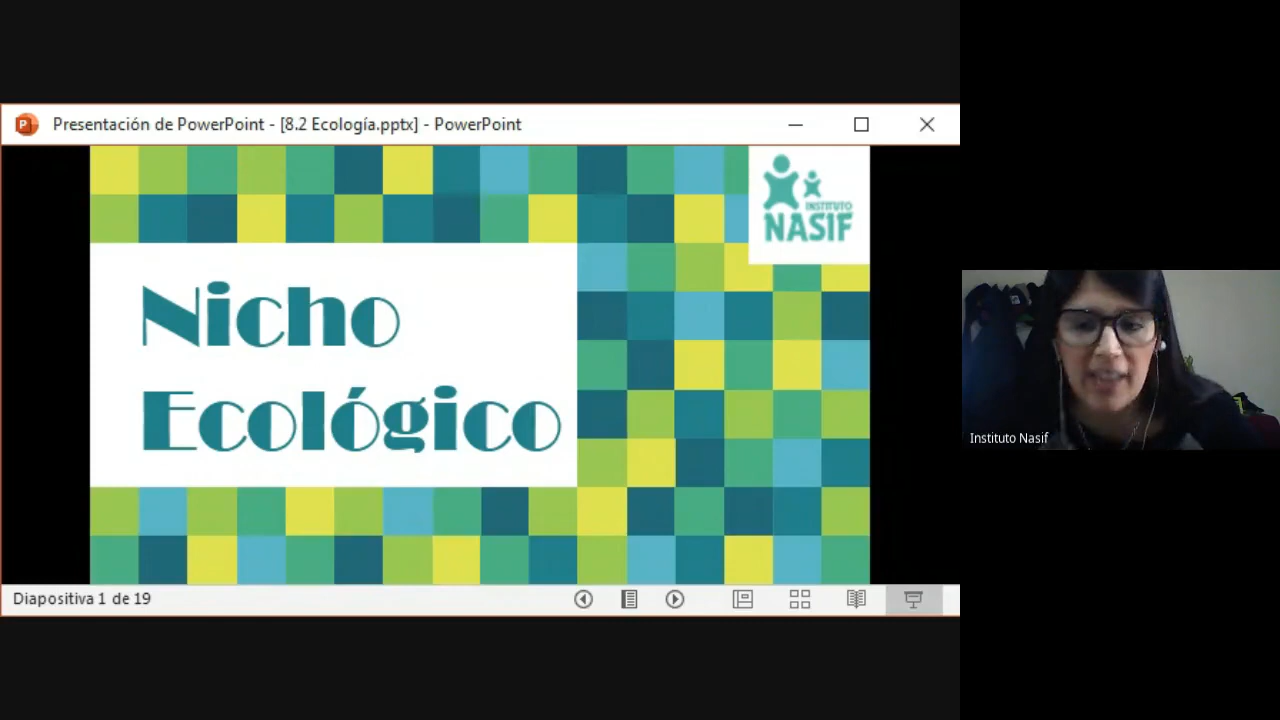 Presentación de PowerPoint - [8.2 Ecología.pptx] - PowerPoint
INSTITUTO
NASIF
Nicho
Ecológico
Instituto Nasif
Diapositiva 1 de 19